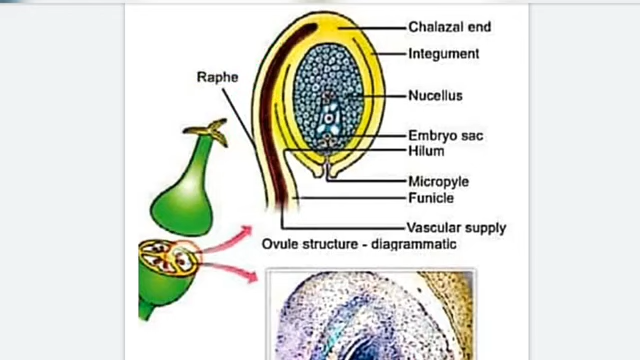 Chalazal end
Integument
Raphe
Nucellus
Embryo sac
Hilum
Micropyle
Funicle
Vascular supply
Ovule structure - diagrammatic